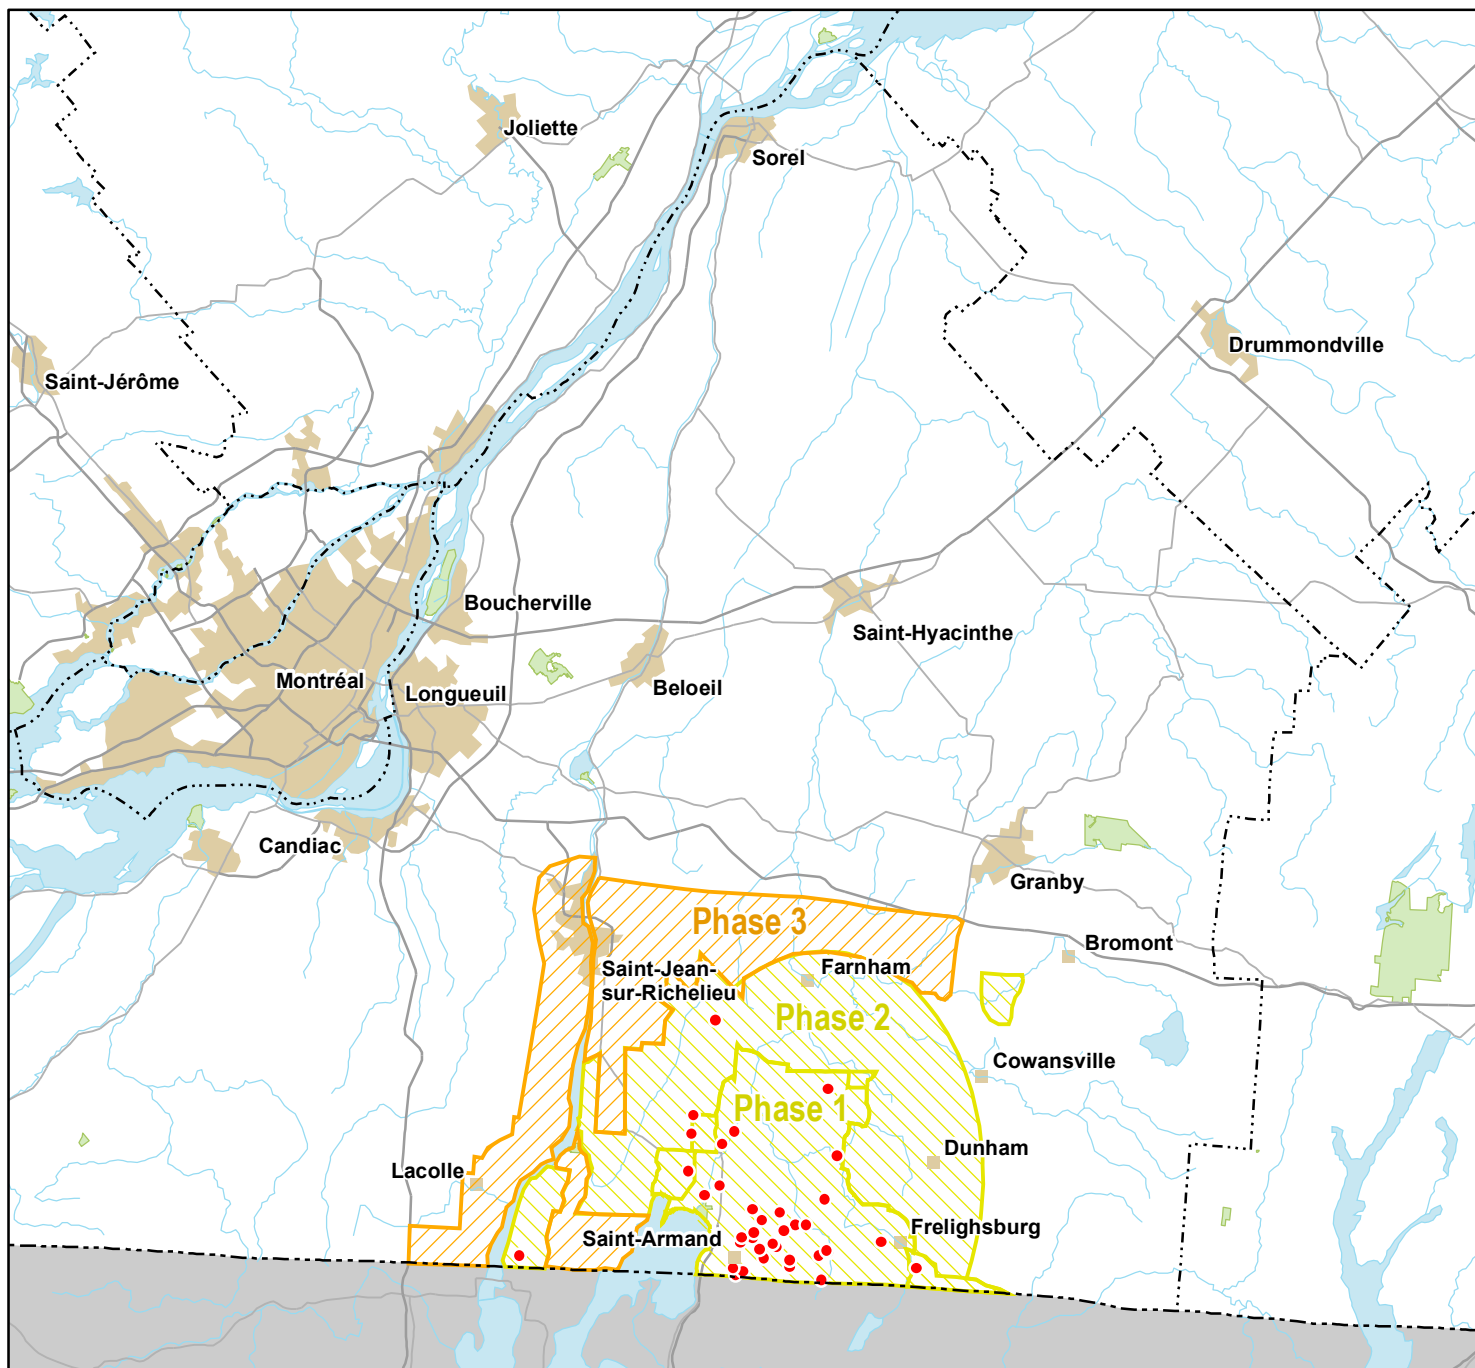 Joliette
Sorel
Drummondville
Saint-Jérôme
Boucherville
Saint-Hyacinthe
Montréal
Longueuil
Beloeil
Candiac
Granby
Phase 3
Bromont
Saint-Jean-
sur-Richelieu
Farnham
Phase 2
Cowansville
Phase 1
Dunham
Lacolle
Frelighsburg
Saint-Armand